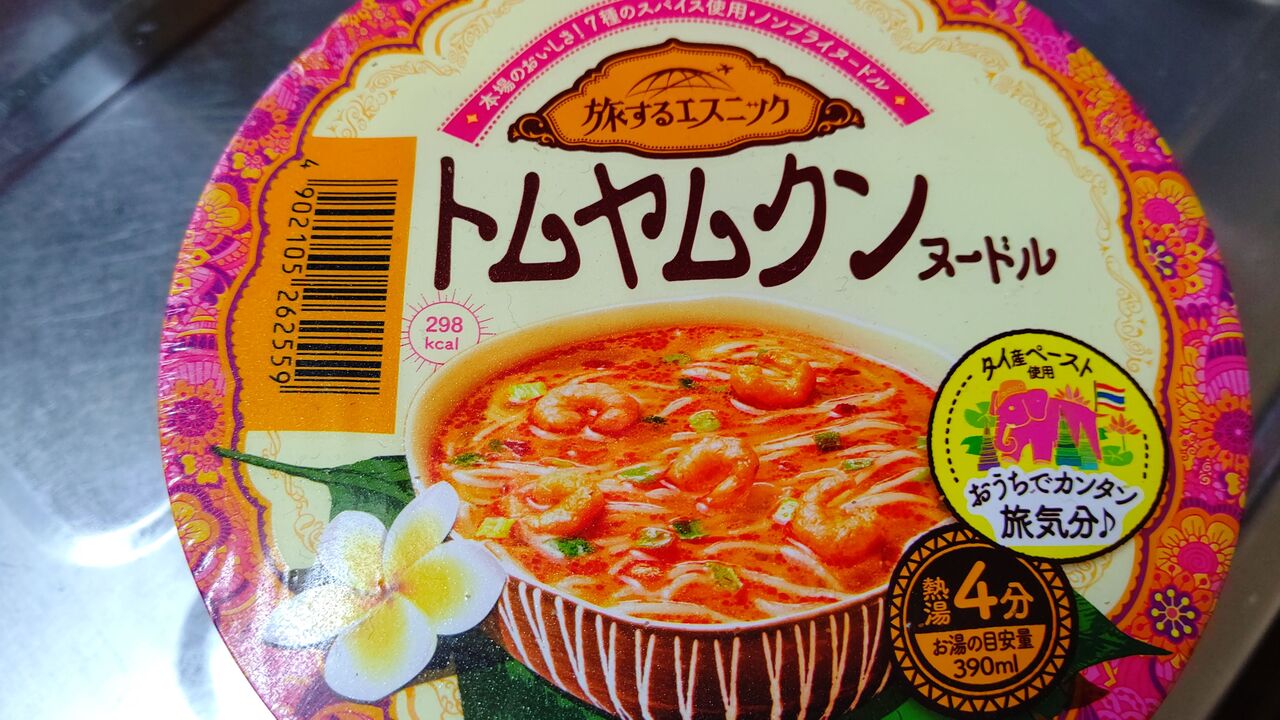 本場のおいしさ!7種のスパイス使用・ノンフライヌードル
旅するエスニック
トムヤムクン
ヌードル
4 902105 262559
298
kcal
タイ産ペースト
使用
おうちでカンタン
旅気分♪
熱湯4分
お湯の目安量
390ml